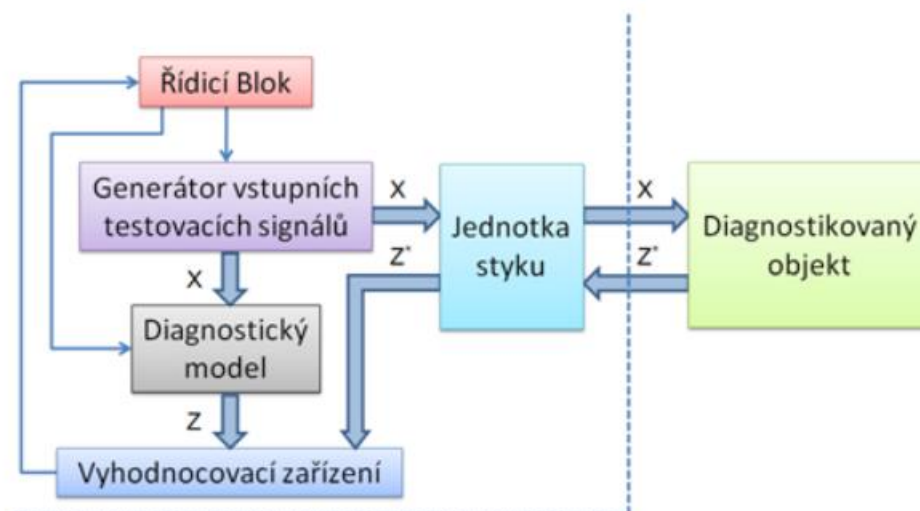 Řídicí Blok
Generátor vstupních
testovacích signálů
X
X
Jednotka
styku
Z*
X
Z*
Diagnostikovaný
objekt
Diagnostický
model
Z
Vyhodnocovací zařízení